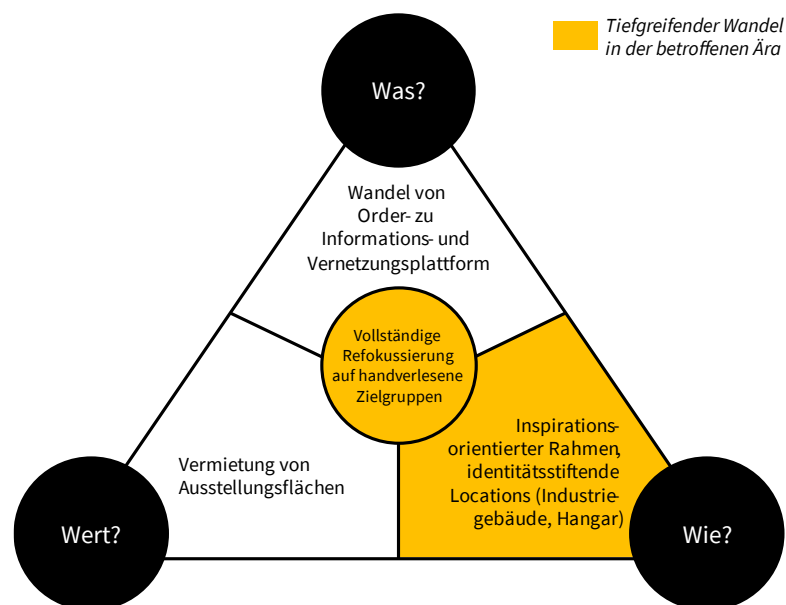 Tiefgreifender Wandel
in der betroffenen Ära
Was?
Wandel von
Order- zu
Informations- und
Vernetzungsplattform
Vollständige
Refokussierung
auf handverlesene
Zielgruppen
Inspirations-
orientierter Rahmen,
identitätsstiftende
Locations (Industrie-
gebäude, Hangar)
Vermietung von
Ausstellungsflächen
Wert?
Wie?